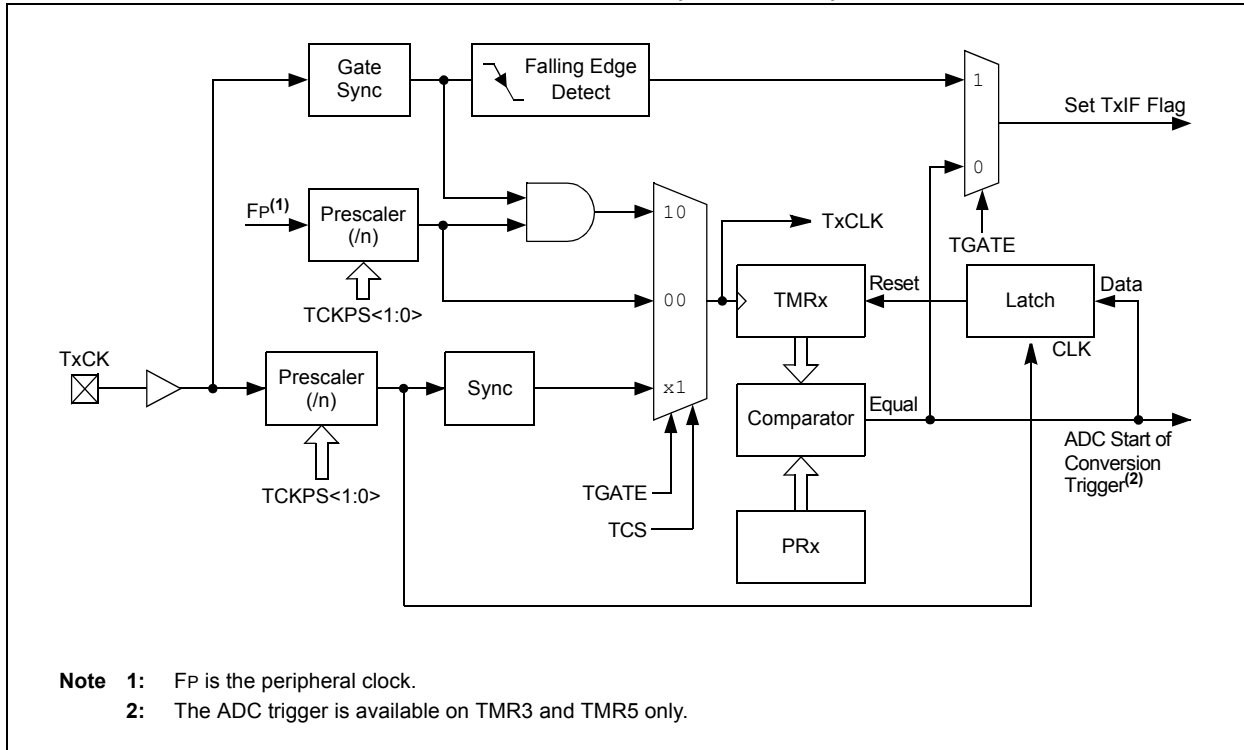 Gate
Sync
Falling Edge
Detect
1
Set TxIF Flag
0
FP(1)
Prescaler
(/n)
10
TxCLK
TGATE
TCKPS<1:0>
00
TMRx
Reset
Latch
Data
CLK
TxCK
Prescaler
(/n)
Sync
x1
Comparator
Equal
ADC Start of
Conversion
Trigger(2)
TCKPS<1:0>
TGATE
TCS
PRx
Note 1: FP is the peripheral clock.
2: The ADC trigger is available on TMR3 and TMR5 only.